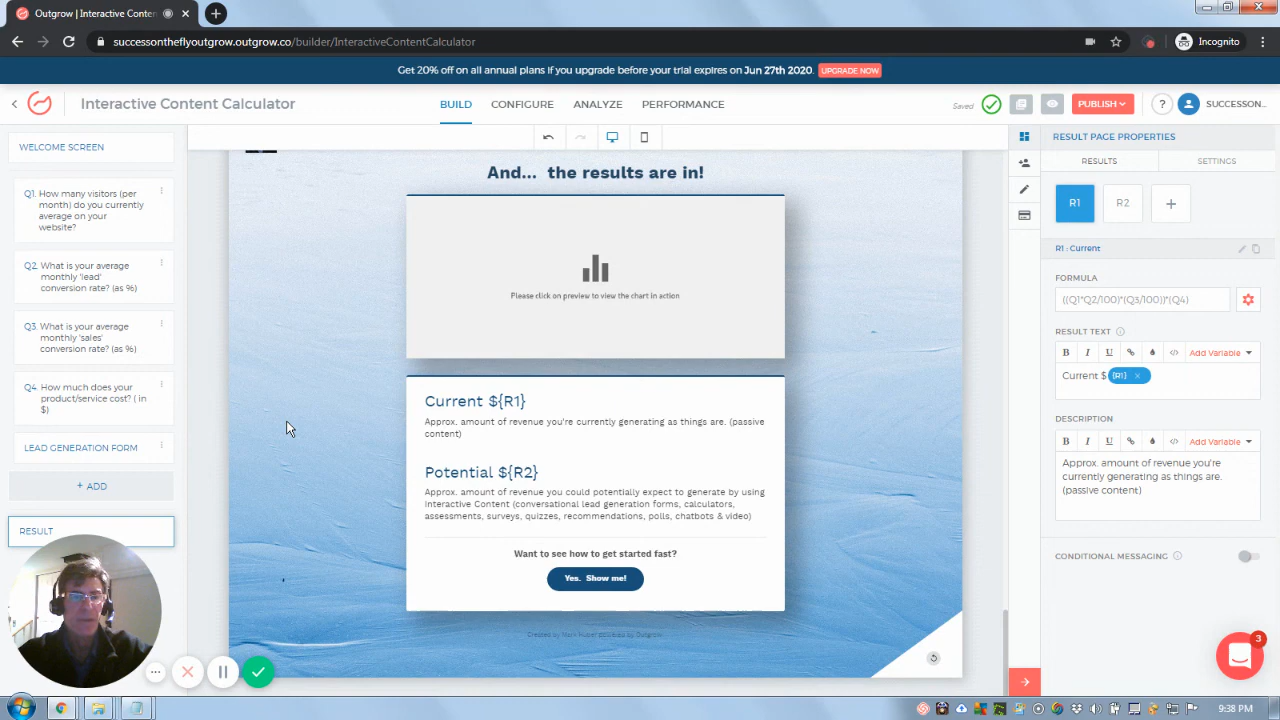 Outgrow | Interactive Conten
successontheflyoutgrow.outgrow.co/builder/InteractiveContentCalculator
Incognito
Get 20% off on all annual plans if you upgrade before your trial expires on Jun 27th 2020. UPGRADE NOW
Interactive Content Calculator
BUILD
CONFIGURE
ANALYZE
PERFORMANCE
Saved
PUBLISH
?
SUCCESSON...
WELCOME SCREEN
Q1. How many visitors (per
month) do you currently
average on your
website?
Q2. What is your average
monthly 'lead'
conversion rate? (as %)
Q3. What is your average
monthly 'sales'
conversion rate? (as %)
Q4. How much does your
product/service cost? ( in
$)
LEAD GENERATION FORM
+ ADD
RESULT
And... the results are in!
Please click on preview to view the chart in action
Current ${R1}
Approx. amount of revenue you're currently generating as things are. (passive
content)
Potential ${R2}
Approx. amount of revenue you could potentially expect to generate by using
Interactive Content (conversational lead generation forms, calculators,
assessments, surveys, quizzes, recommendations, polls, chatbots & video)
Want to see how to get started fast?
Yes. Show me!
RESULT PAGE PROPERTIES
RESULTS
SETTINGS
R1
R2
+
R1 : Current
FORMULA
((Q1*Q2/100)*(Q3/100))*(Q4)
RESULT TEXT
B I U Add Variable
Current $ {R1} ×
DESCRIPTION
B I U Add Variable
Approx. amount of revenue you're
currently generating as things are.
(passive content)
CONDITIONAL MESSAGING
3
9:38 PM